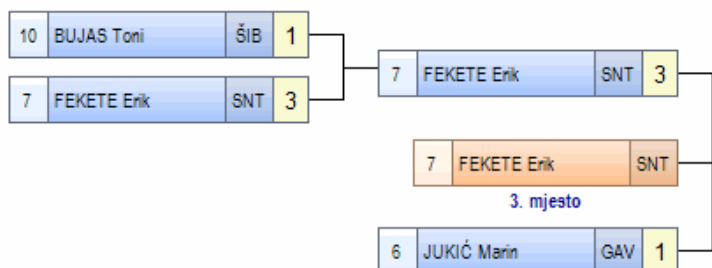 10 BUJAS Toni ŠIB 1
7 FEKETE Erik SNT 3
7 FEKETE Erik SNT 3
7 FEKETE Erik SNT
3. mjesto
6 JUKIĆ Marin GAV 1